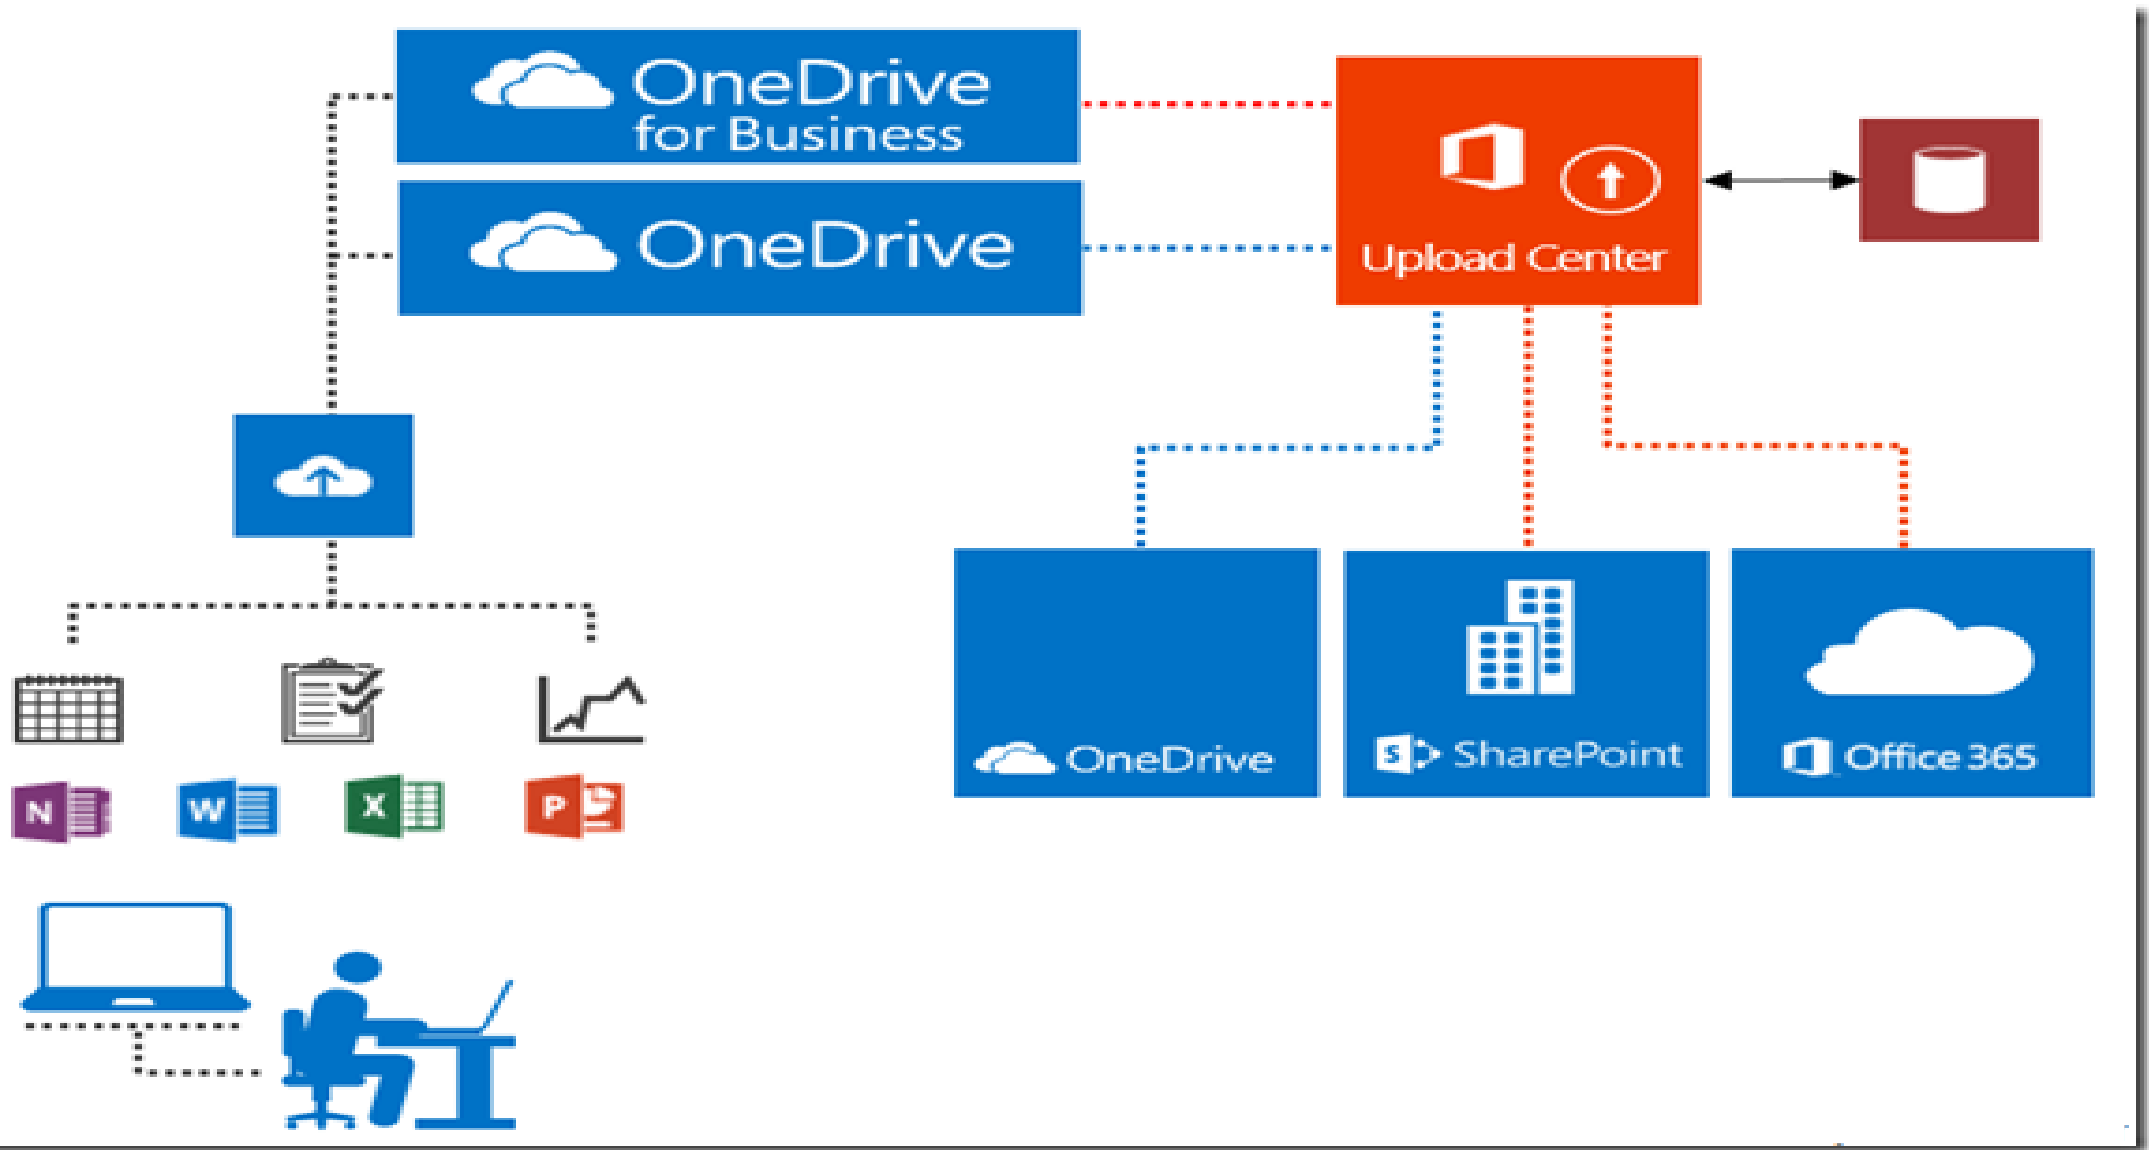 OneDrive
for Business
OneDrive
Upload Center
OneDrive
S SharePoint
Office 365
N W X P